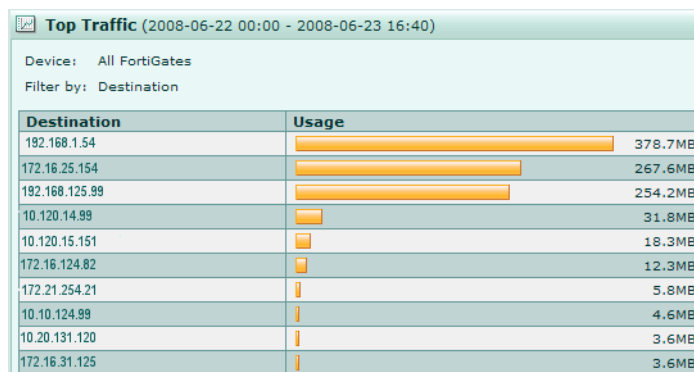 Top Traffic (2008-06-22 00:00 - 2008-06-23 16:40)
Device: All FortiGates
Filter by: Destination
Destination Usage
192.168.1.54 378.7MB
172.16.25.154 267.6MB
192.168.125.99 254.2MB
10.120.14.99 31.8MB
10.120.15.151 18.3MB
172.16.124.82 12.3MB
172.21.254.21 5.8MB
10.10.124.99 4.6MB
10.20.131.120 3.6MB
172.16.31.125 3.6MB